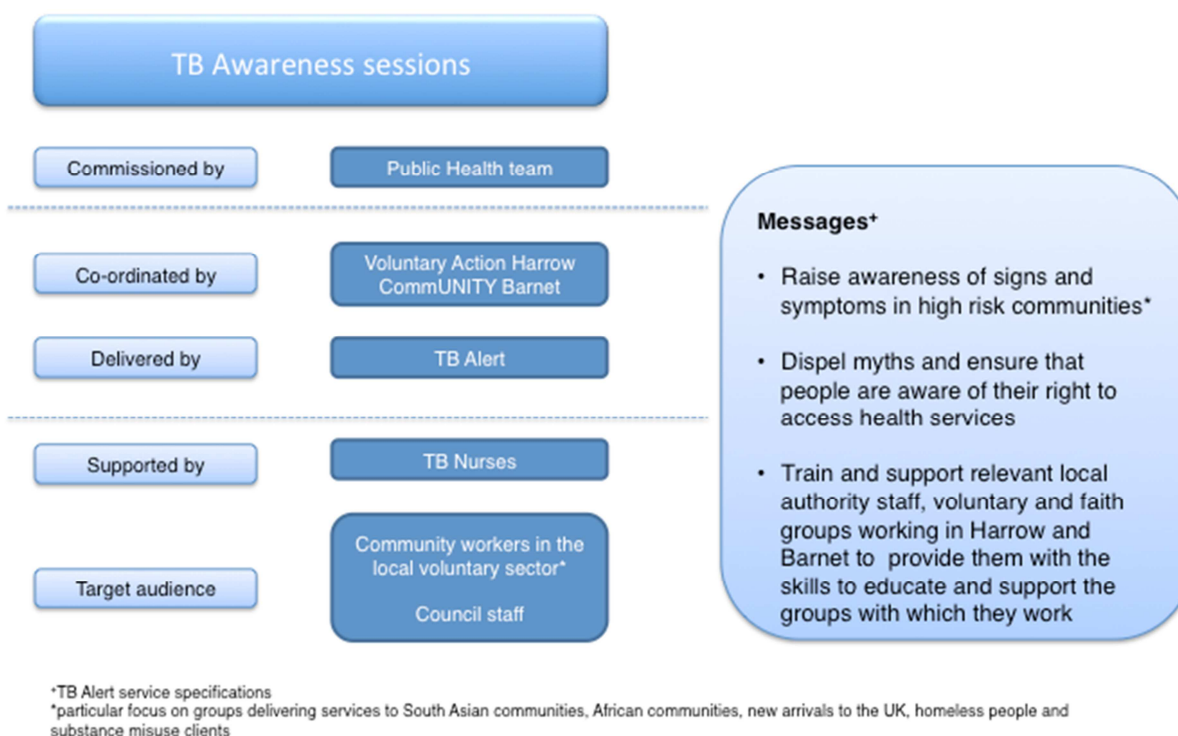 TB Awareness sessions
Commissioned by
Public Health team
Co-ordinated by
Voluntary Action Harrow
CommUNITY Barnet
Delivered by
TB Alert
Supported by
TB Nurses
Target audience
Community workers in the
local voluntary sector*
Council staff
Messages+
• Raise awareness of signs and
symptoms in high risk communities*
• Dispel myths and ensure that
people are aware of their right to
access health services
• Train and support relevant local
authority staff, voluntary and faith
groups working in Harrow and
Barnet to provide them with the
skills to educate and support the
groups with which they work
+TB Alert service specifications
*particular focus on groups delivering services to South Asian communities, African communities, new arrivals to the UK, homeless people and
substance misuse clients